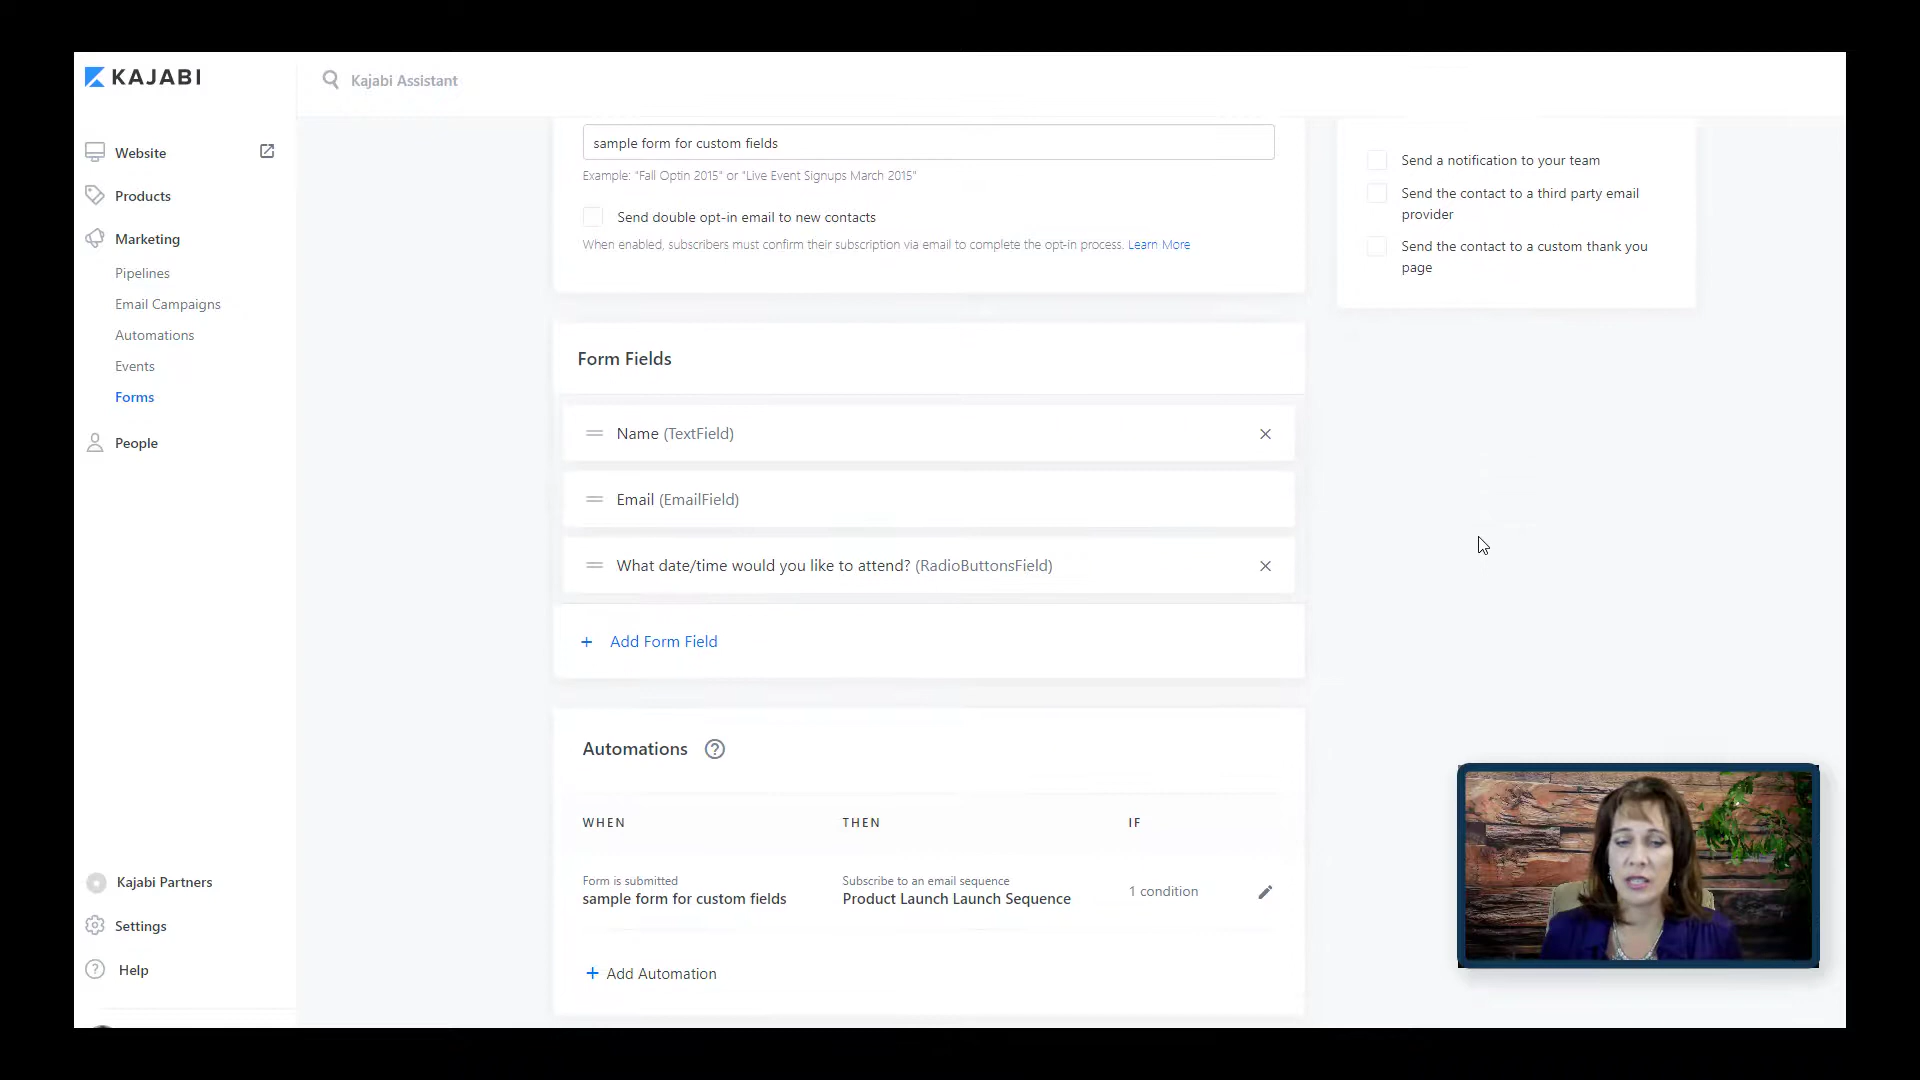 KAJABI
Kajabi Assistant
Website
Products
Marketing
Pipelines
Email Campaigns
Automations
Events
Forms
People
Kajabi Partners
Settings
Help
sample form for custom fields
Example: "Fall Optin 2015" or "Live Event Signups March 2015"
Send double opt-in email to new contacts
When enabled, subscribers must confirm their subscription via email to complete the opt-in process. Learn More
Form Fields
Name (TextField)
Email (EmailField)
What date/time would you like to attend? (RadioButtonsField)
+ Add Form Field
Automations ?
WHEN THEN IF
Form is submitted Subscribe to an email sequence
sample form for custom fields Product Launch Launch Sequence 1 condition
+ Add Automation
Send a notification to your team
Send the contact to a third party email
provider
Send the contact to a custom thank you
page